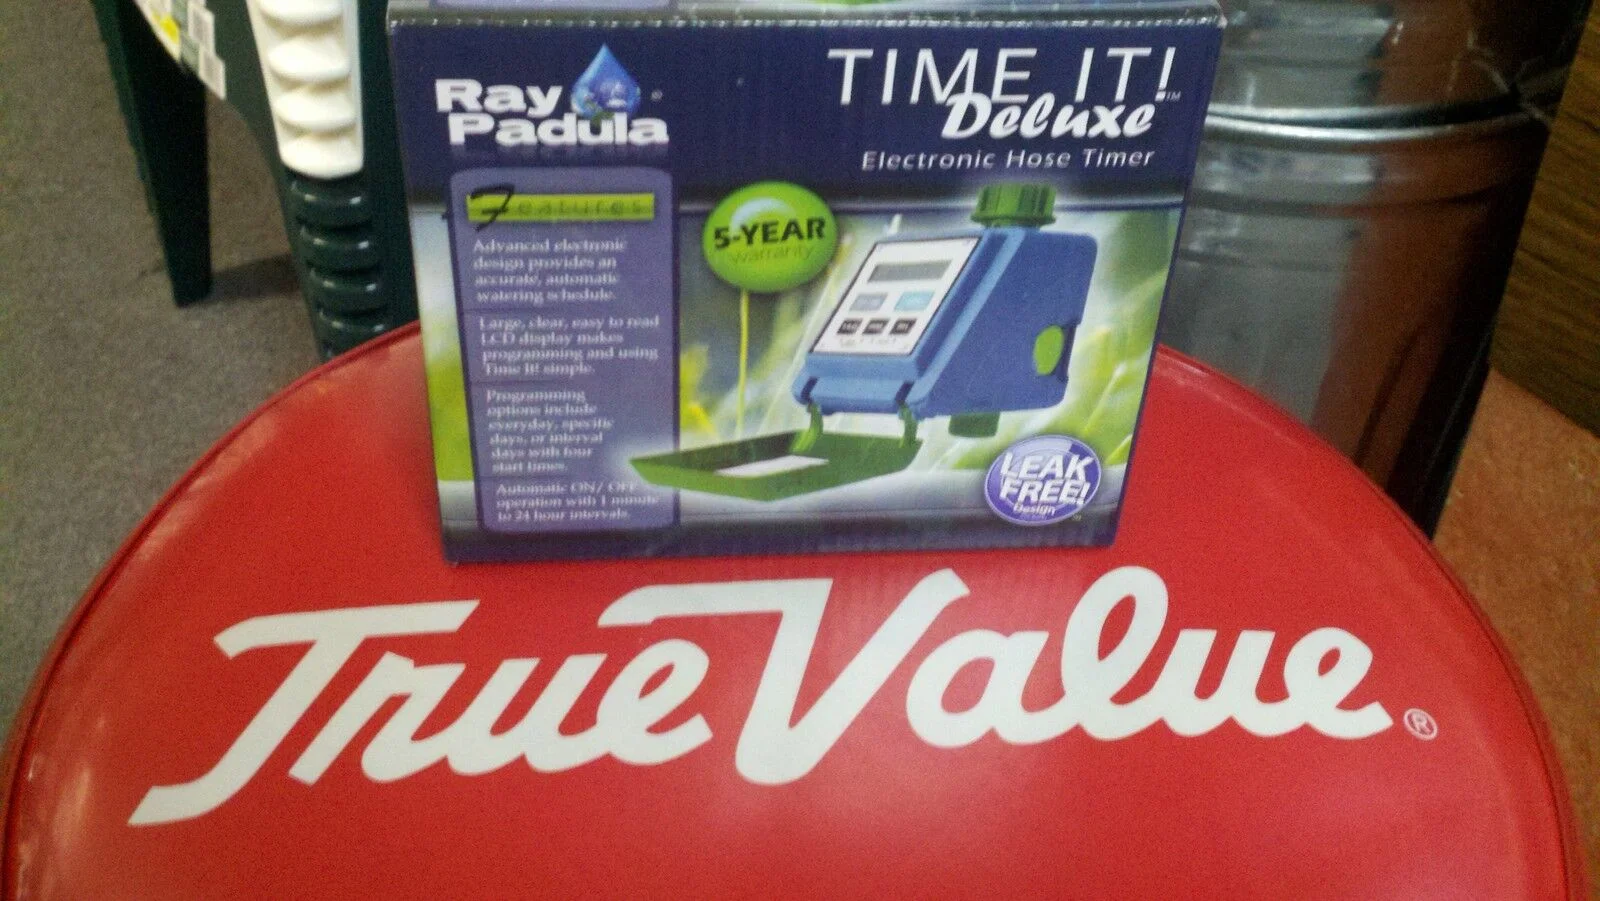 Ray
Padula
TIME IT!™
Deluxe
Electronic Hose Timer
Features
Advanced electronic
design provides an
accurate, automatic
watering schedule.
Large, clear, easy to read
LCD display makes
programming and using
Time It! simple.
Programming
options include
everyday, specific
days, or interval
days with four
start times.
Automatic ON/ OFF
operation with 1 minute
to 24 hour intervals.
5-YEAR
warranty
LEAK
FREE!
Design
True Value®